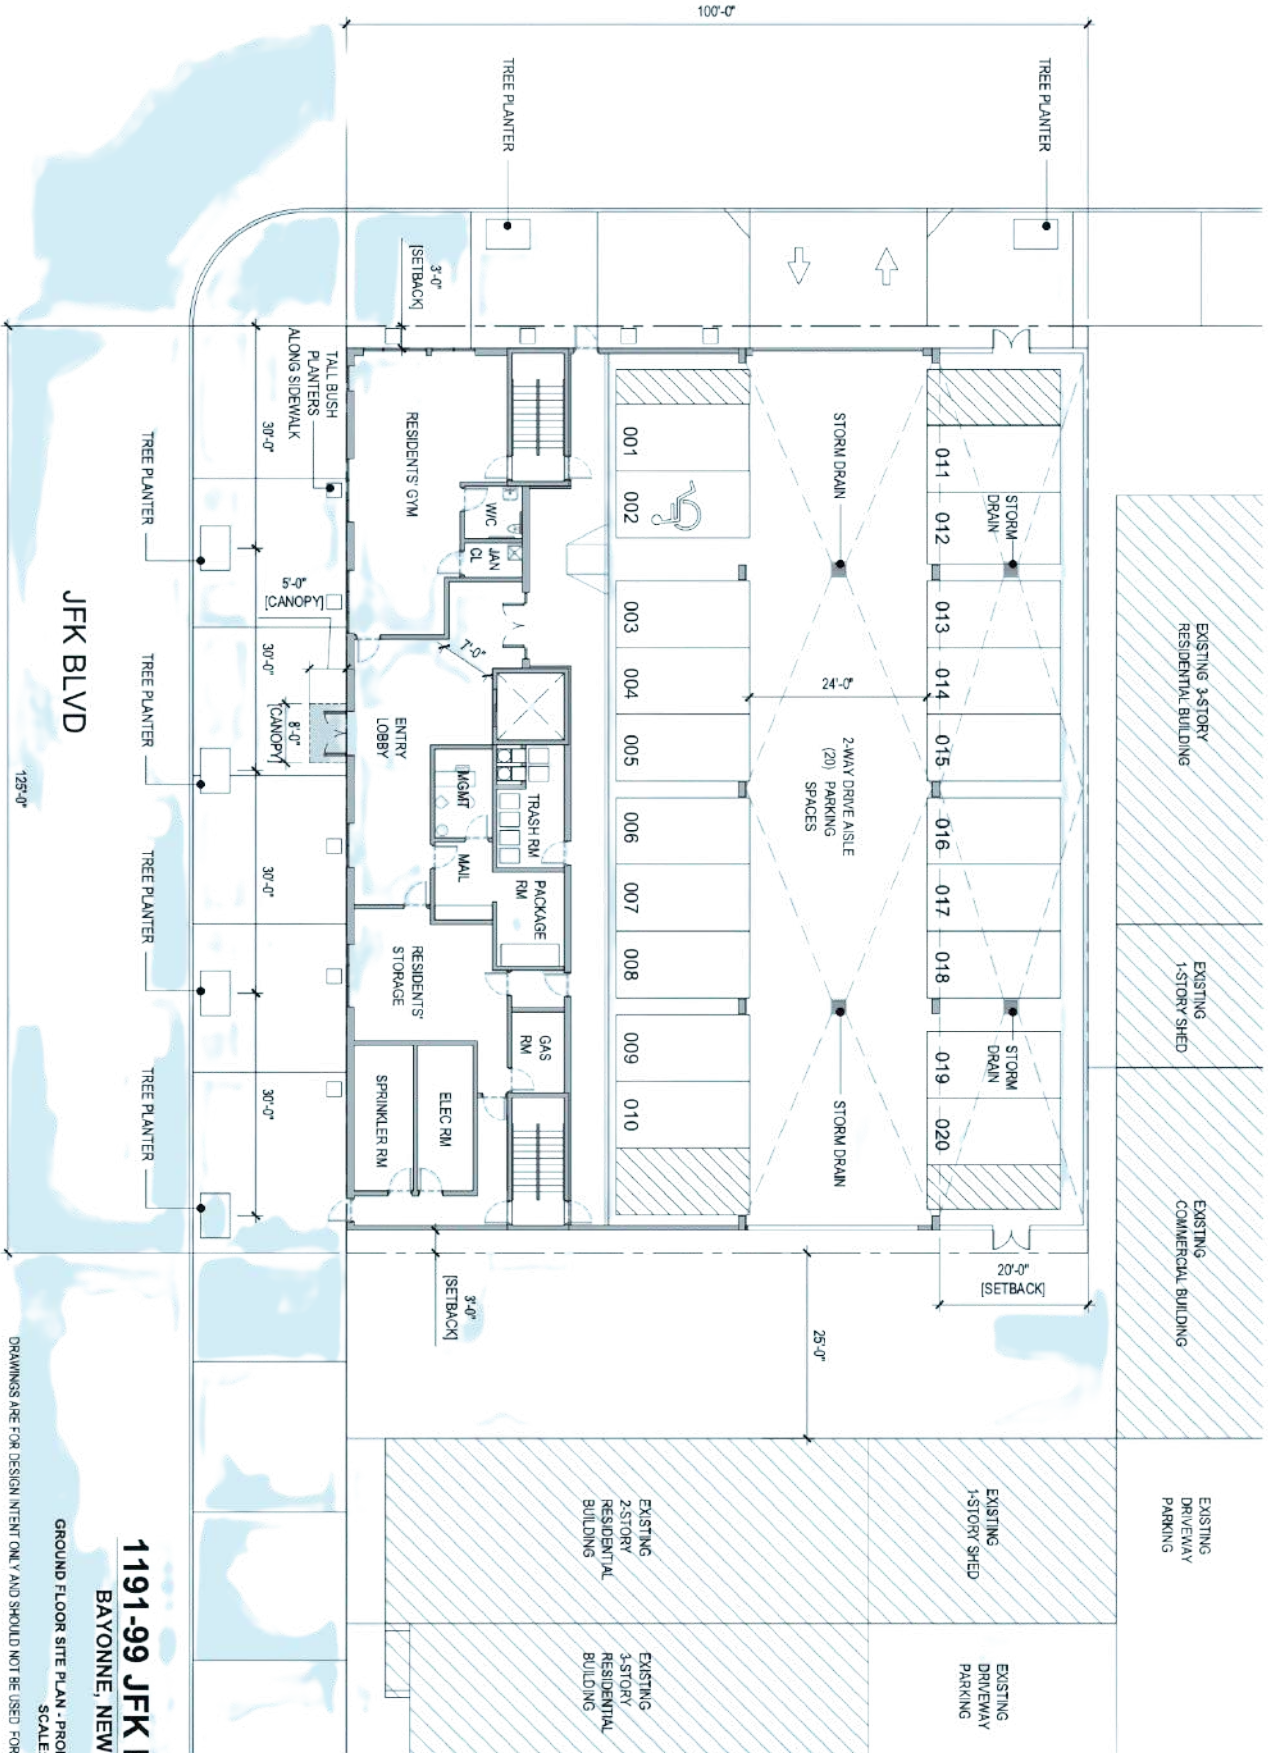 EXISTING
DRIVEWAY
PARKING
EXISTING 3-STORY
RESIDENTIAL BUILDING
EXISTING
1-STORY SHED
EXISTING
COMMERCIAL BUILDING
TREE PLANTER
100'-0"
TREE PLANTER
20'-0"
[SETBACK]
EXISTING
1-STORY SHED
EXISTING
DRIVEWAY
PARKING
011
012
013
014
015
016
017
018
019
020
STORM
DRAIN
STORM
DRAIN
STORM DRAIN
24'-0"
2-WAY DRIVE AISLE
(20) PARKING
SPACES
STORM DRAIN
25'-0"
001
002
003
004
005
006
007
008
009
010
EXISTING
2-STORY
RESIDENTIAL
BUILDING
EXISTING
3-STORY
RESIDENTIAL
BUILDING
3'-0"
[SETBACK]
RESIDENTS' GYM
W/C
JAN
CL
7'-0"
ENTRY
LOBBY
MGMT
TRASH RM
MAIL
PACKAGE
RM
RESIDENTS'
STORAGE
GAS
RM
ELEC RM
SPRINKLER RM
3'-0"
[SETBACK]
TALL BUSH
PLANTERS
ALONG SIDEWALK
5'-0"
[CANOPY]
8'-0"
[CANOPY]
30'-0"
30'-0"
30'-0"
30'-0"
TREE PLANTER
TREE PLANTER
TREE PLANTER
TREE PLANTER
JFK BLVD
125'-0"
1191-99 JFK
BAYONNE, NEW
GROUND FLOOR SITE PLAN - PRO
SCALE:
DRAWINGS ARE FOR DESIGN INTENT ONLY AND SHOULD NOT BE USED FOR